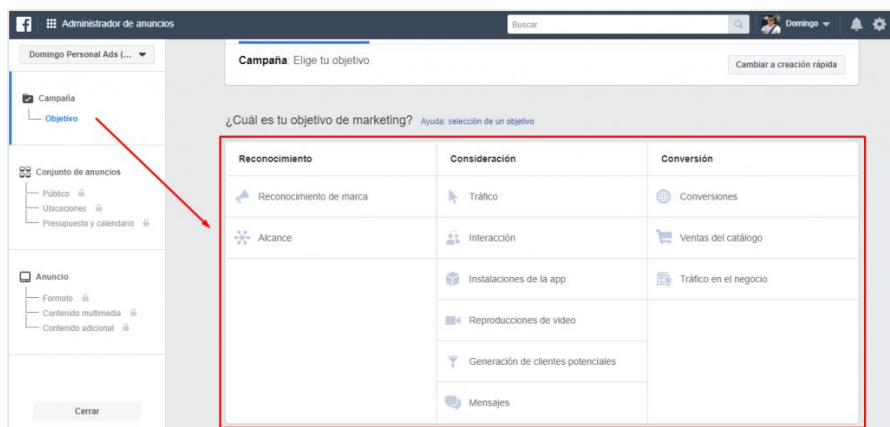 Administrador de anuncios
Buscar
Domingo
Domingo Personal Ads (...
Campaña: Elige tu objetivo.
Cambiar a creación rápida
Campaña
Objetivo
¿Cuál es tu objetivo de marketing? Ayuda: selección de un objetivo
Conjunto de anuncios
Público
Ubicaciones
Presupuesto y calendario
Anuncio
Formato
Contenido multimedia
Contenido adicional
Cerrar
Reconocimiento
Consideración
Conversión
Reconocimiento de marca
Tráfico
Conversiones
Alcance
Interacción
Ventas del catálogo
Instalaciones de la app
Tráfico en el negocio
Reproducciones de video
Generación de clientes potenciales
Mensajes